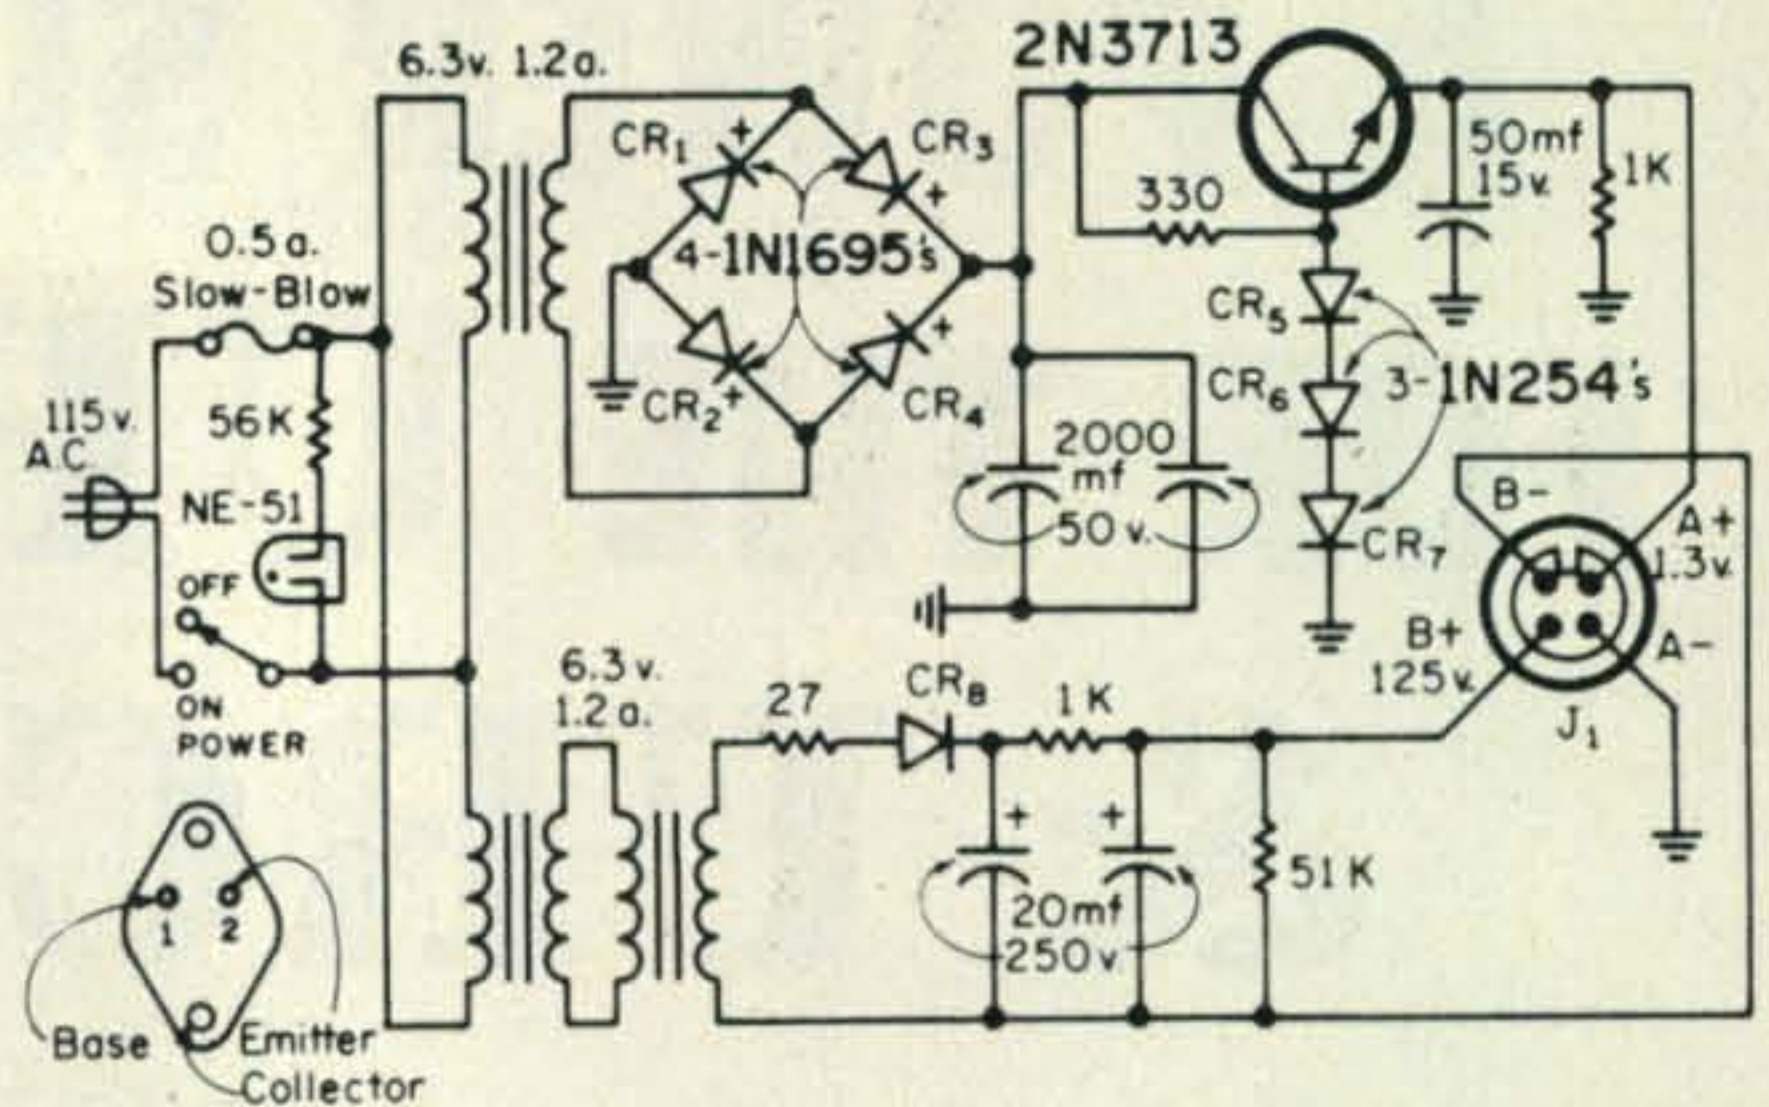 6.3v. 1.2a.
2N3713
CR1 +
CR3
+
50mf
15v.
1K
330
0.5a.
Slow-Blow
4-1N1695's
CR5
CR2 +
+
CR4
CR6
3-1N254's
115v.
A.C.
56K
2000
mf
50v.
NE-51
B-
A+
1.3v.
CR7
OFF
B+
125v.
A-
ON
POWER
6.3v.
1.2a.
27
CR8
1K
J1
+
+
51K
20mf
250v.
1 2
Base
Emitter
Collector